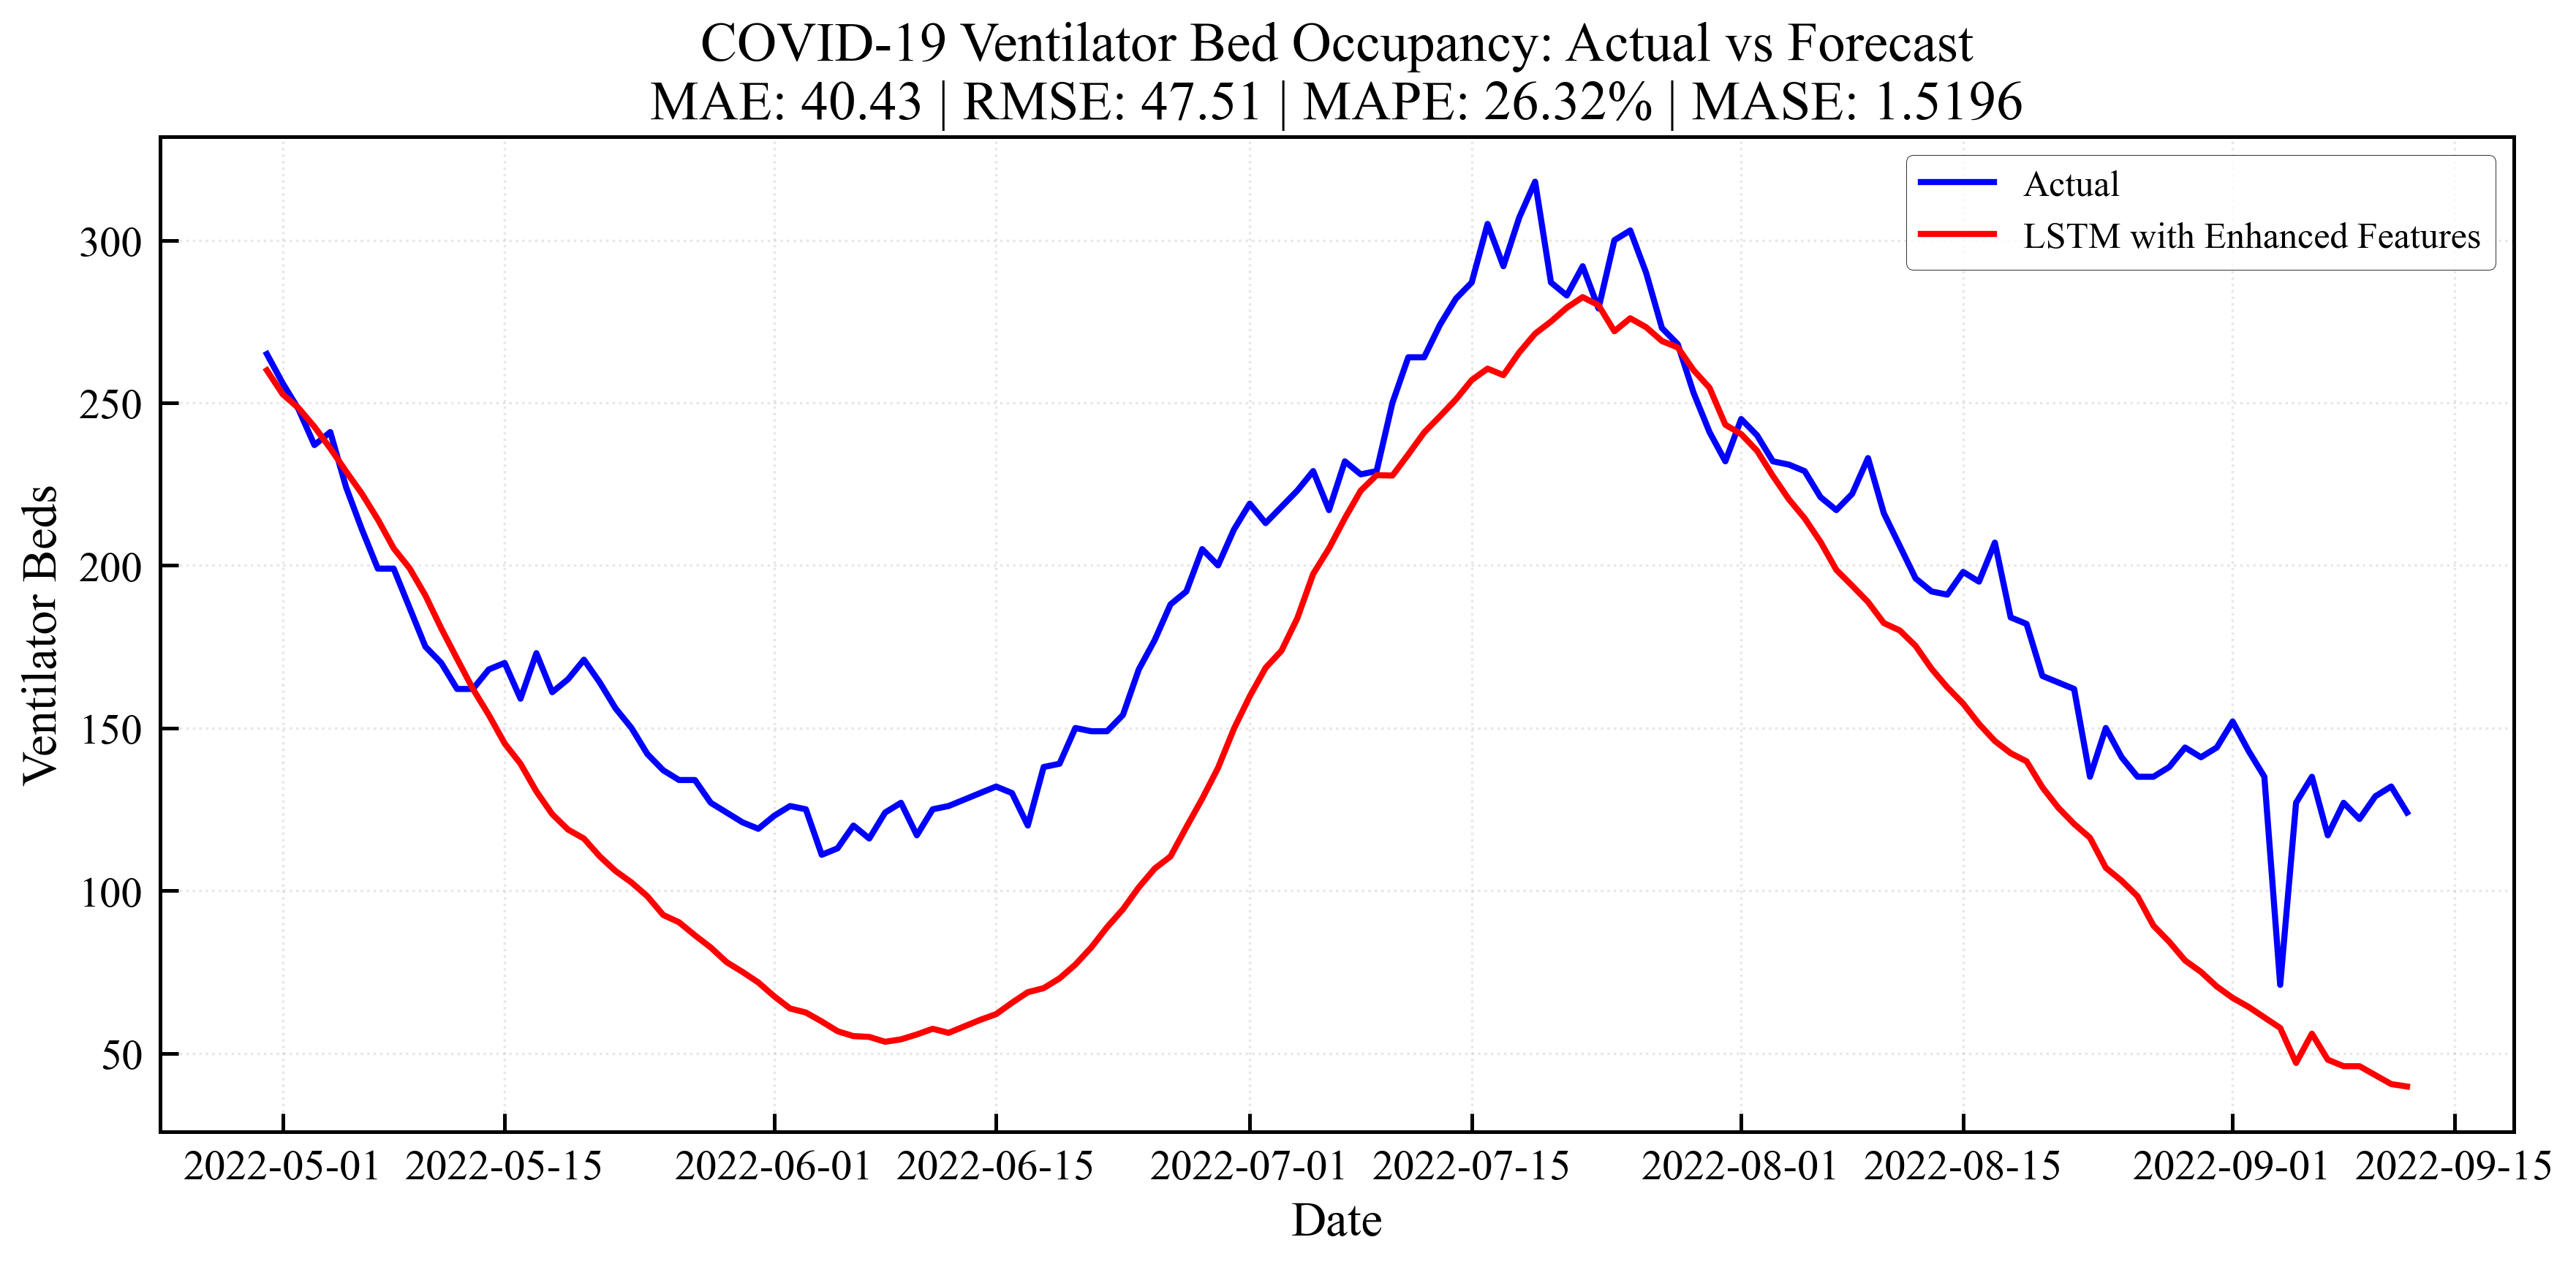 COVID-19 Ventilator Bed Occupancy: Actual vs Forecast
MAE: 40.43 | RMSE: 47.51 | MAPE: 26.32% | MASE: 1.5196
Actual
LSTM with Enhanced Features
Ventilator Beds
300
250
200
150
100
50
2022-05-01 2022-05-15 2022-06-01 2022-06-15 2022-07-01 2022-07-15 2022-08-01 2022-08-15 2022-09-01 2022-09-15
Date